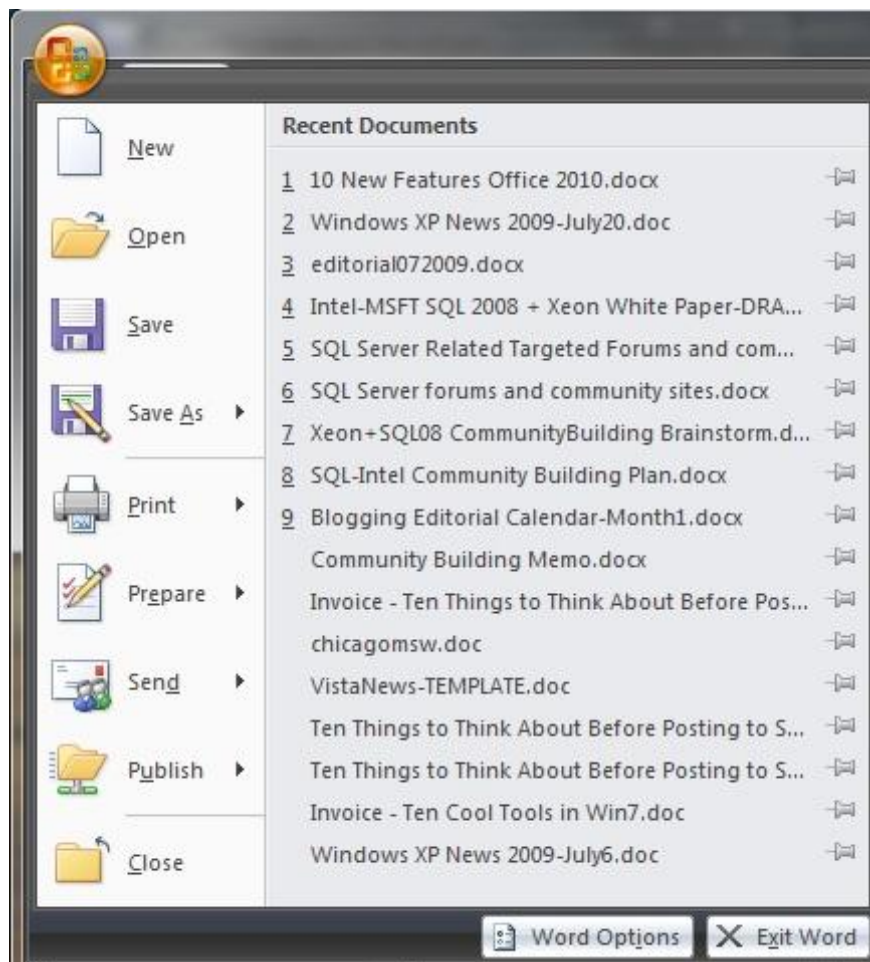 New
Open
Save
Save As
Print
Prepare
Send
Publish
Close
Recent Documents
1 10 New Features Office 2010.docx
2 Windows XP News 2009-July20.doc
3 editorial072009.docx
4 Intel-MSFT SQL 2008 + Xeon White Paper-DRA...
5 SQL Server Related Targeted Forums and com...
6 SQL Server forums and community sites.docx
7 Xeon+SQL08 CommunityBuilding Brainstorm.d...
8 SQL-Intel Community Building Plan.docx
9 Blogging Editorial Calendar-Month1.docx
Community Building Memo.docx
Invoice - Ten Things to Think About Before Pos...
chicagomsw.doc
VistaNews-TEMPLATE.doc
Ten Things to Think About Before Posting to S...
Ten Things to Think About Before Posting to S...
Invoice - Ten Cool Tools in Win7.doc
Windows XP News 2009-July6.doc
Word Options
Exit Word